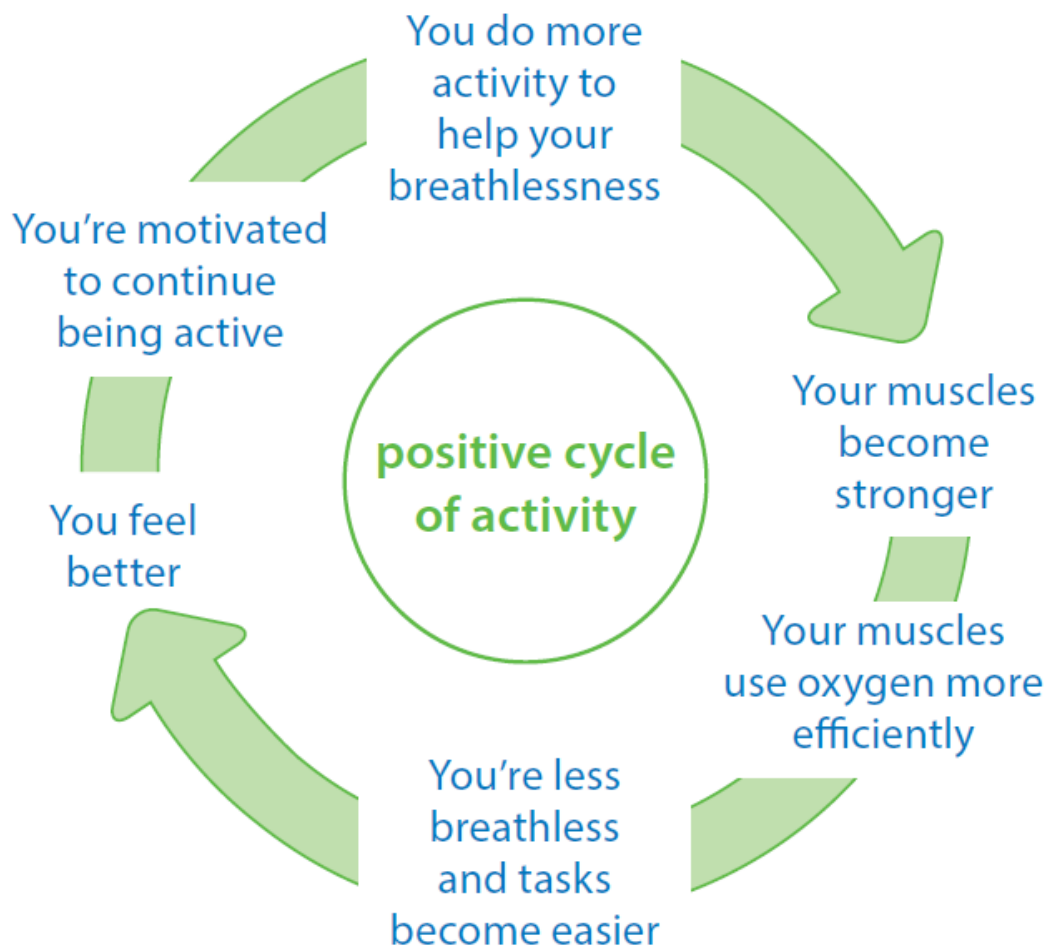 You do more
activity to
help your
breathlessness
Your muscles
become
stronger
Your muscles
use oxygen more
efficiently
You’re less
breathless
and tasks
become easier
You feel
better
You’re motivated
to continue
being active
positive cycle
of activity